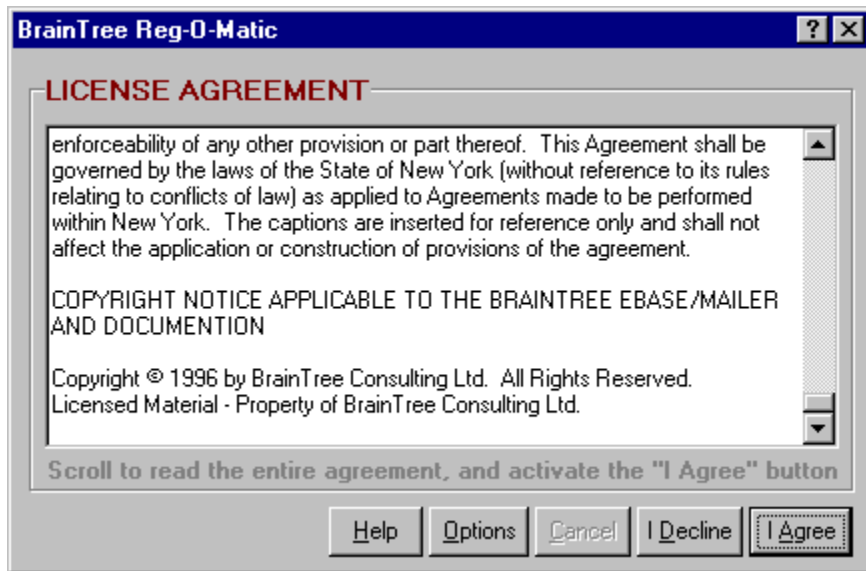 BrainTree Reg-O-Matic
LICENSE AGREEMENT
enforceability of any other provision or part thereof. This Agreement shall be
governed by the laws of the State of New York (without reference to its rules
relating to conflicts of law) as applied to Agreements made to be performed
within New York. The captions are inserted for reference only and shall not
affect the application or construction of provisions of the agreement.
COPYRIGHT NOTICE APPLICABLE TO THE BRAINTREE EBASE/MAILER
AND DOCUMENTION
Copyright © 1996 by BrainTree Consulting Ltd. All Rights Reserved.
Licensed Material - Property of BrainTree Consulting Ltd.
Scroll to read the entire agreement, and activate the "I Agree" button
Help Options Cancel I Decline I Agree